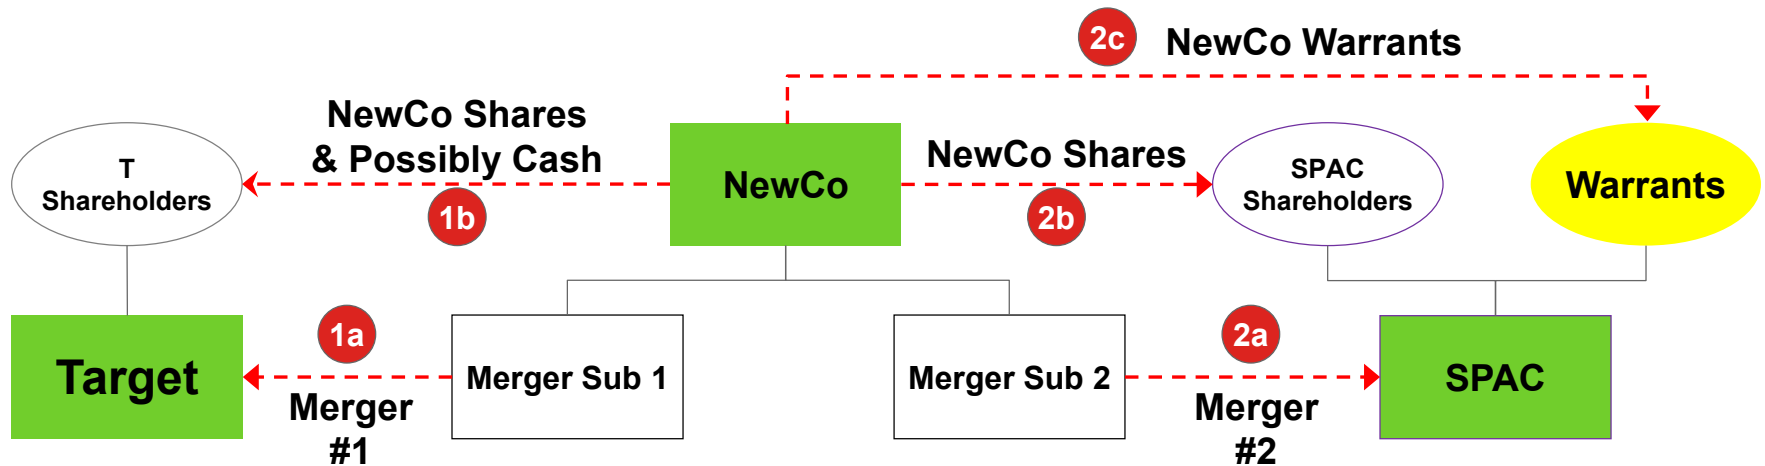 2c
NewCo Warrants
NewCo Shares
& Possibly Cash
1b
T
Shareholders
NewCo
NewCo Shares
2b
SPAC
Shareholders
Warrants
Target
1a
Merger
#1
Merger Sub 1
Merger Sub 2
2a
Merger
#2
SPAC